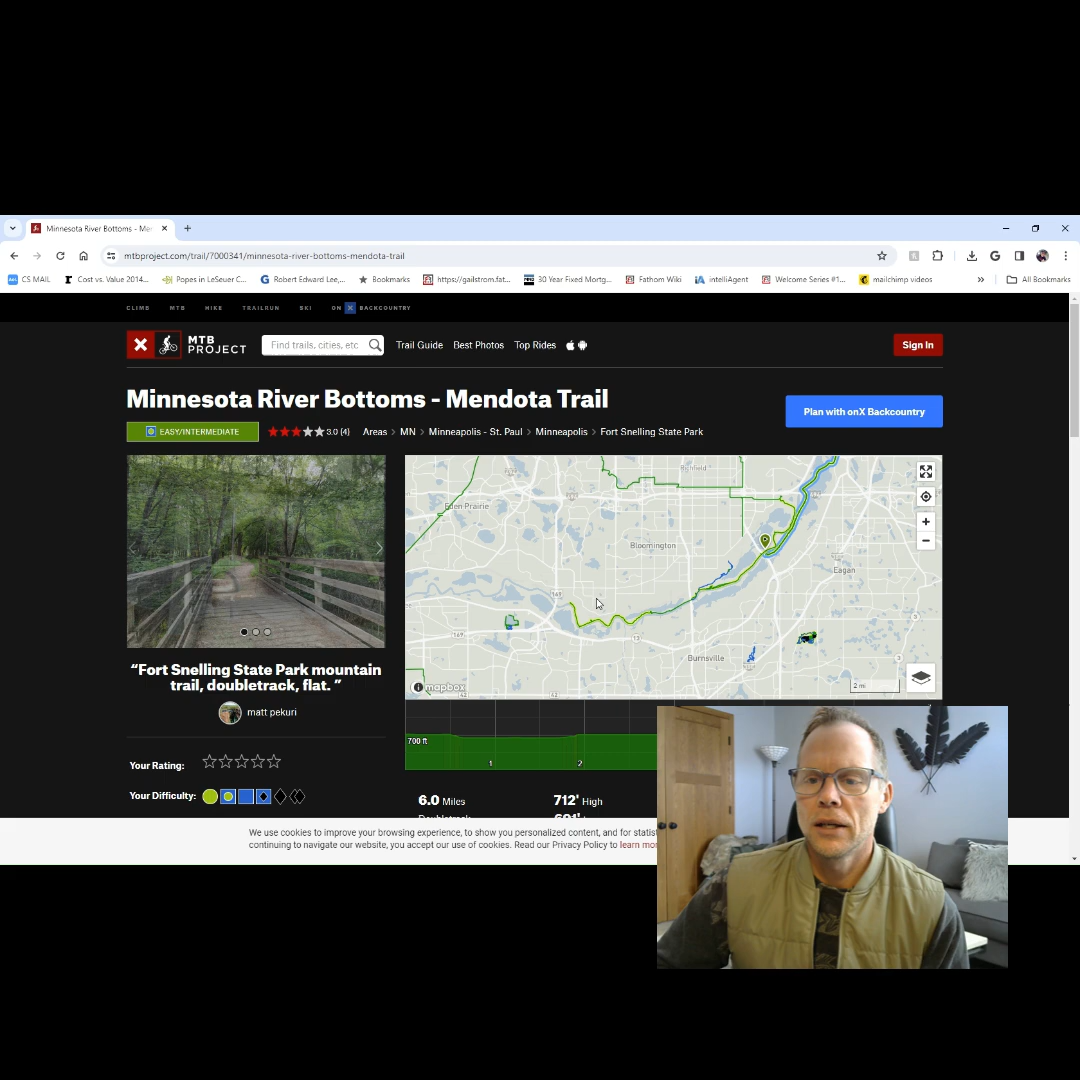 Minnesota River Bottoms - Me
mtbproject.com/trail/7000341/minnesota-river-bottoms-mendota-trail
CS MAIL
Cost vs. Value 2014...
Popes in LeSeuer C...
Robert Edward Lee,...
Bookmarks
https://gailstrom.fat...
30 Year Fixed Mortg...
Fathom Wiki
intelliAgent
Welcome Series #1...
mailchimp videos
»
All Bookmarks
CLIMB MTB HIKE TRAILRUN SKI ON X BACKCOUNTRY
MTB
PROJECT
Find trails, cities, etc
Trail Guide Best Photos Top Rides
Sign In
Minnesota River Bottoms - Mendota Trail
Plan with onX Backcountry
EASY/INTERMEDIATE
3.0 (4)
Areas > MN > Minneapolis - St. Paul > Minneapolis > Fort Snelling State Park
Richfield
Eden Prairie
Bloomington
Eagan
169
169
13
Burnsville
42
42
mapbox
2 mi
“Fort Snelling State Park mountain
trail, doubletrack, flat. ”
matt pekuri
700 ft
1 2
Your Rating:
Your Difficulty:
6.0 Miles
712' High
Doubletrack
We use cookies to improve your browsing experience, to show you personalized content, and for statist
continuing to navigate our website, you accept our use of cookies. Read our Privacy Policy to learn mor